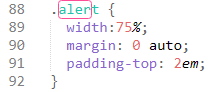 88 .alert {
89 width:75%;
90 margin: 0 auto;
91 padding-top: 2em;
92 }